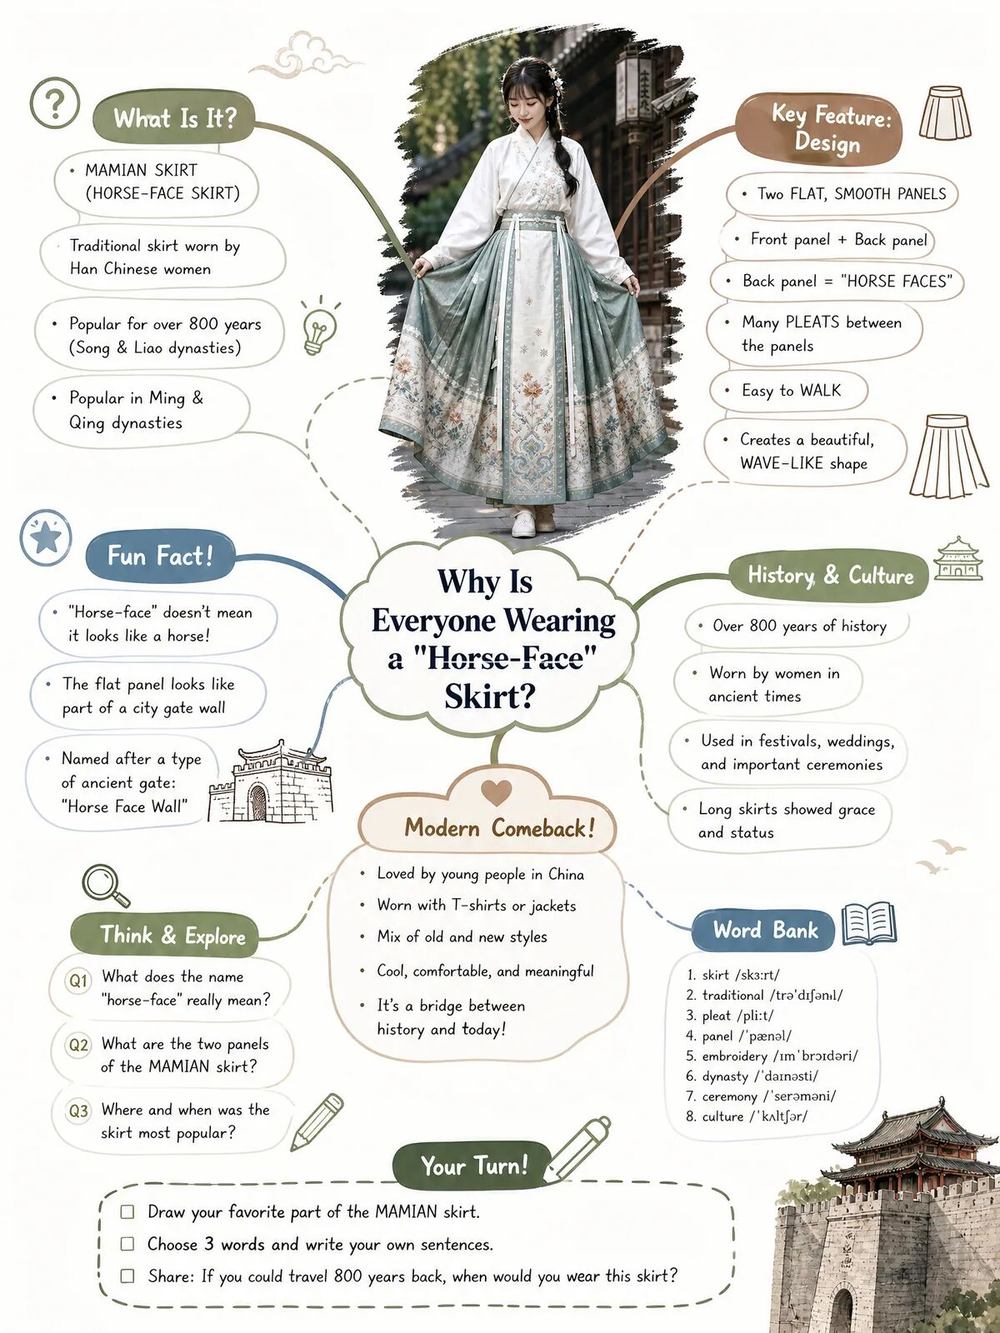 What Is It?
• MAMIAN SKIRT
(HORSE-FACE SKIRT)
Traditional skirt worn by
Han Chinese women
• Popular for over 800 years
(Song & Liao dynasties)
• Popular in Ming &
Qing dynasties
Key Feature:
Design
• Two FLAT, SMOOTH PANELS
• Front panel + Back panel
• Back panel = "HORSE FACES"
• Many PLEATS between
the panels
• Easy to WALK
• Creates a beautiful,
WAVE-LIKE shape
Why Is
Everyone Wearing
a "Horse-Face"
Skirt?
Fun Fact!
• "Horse-face" doesn't mean
it looks like a horse!
• The flat panel looks like
part of a city gate wall
• Named after a type
of ancient gate:
"Horse Face Wall"
History & Culture
• Over 800 years of history
• Worn by women in
ancient times
• Used in festivals, weddings,
and important ceremonies
• Long skirts showed grace
and status
Modern Comeback!
• Loved by young people in China
• Worn with T-shirts or jackets
• Mix of old and new styles
• Cool, comfortable, and meaningful
• It's a bridge between
history and today!
Think & Explore
Q1 What does the name
"horse-face" really mean?
Q2 What are the two panels
of the MAMIAN skirt?
Q3 Where and when was the
skirt most popular?
Word Bank
1. skirt /skɜːrt/
2. traditional /trəˈdɪʃənɪl/
3. pleat /pliːt/
4. panel /ˈpænəl/
5. embroidery /ɪmˈbrɔɪdəri/
6. dynasty /ˈdaɪnəsti/
7. ceremony /ˈserəməni/
8. culture /ˈkʌltʃər/
Your Turn!
☐ Draw your favorite part of the MAMIAN skirt.
☐ Choose 3 words and write your own sentences.
☐ Share: If you could travel 800 years back, when would you wear this skirt?